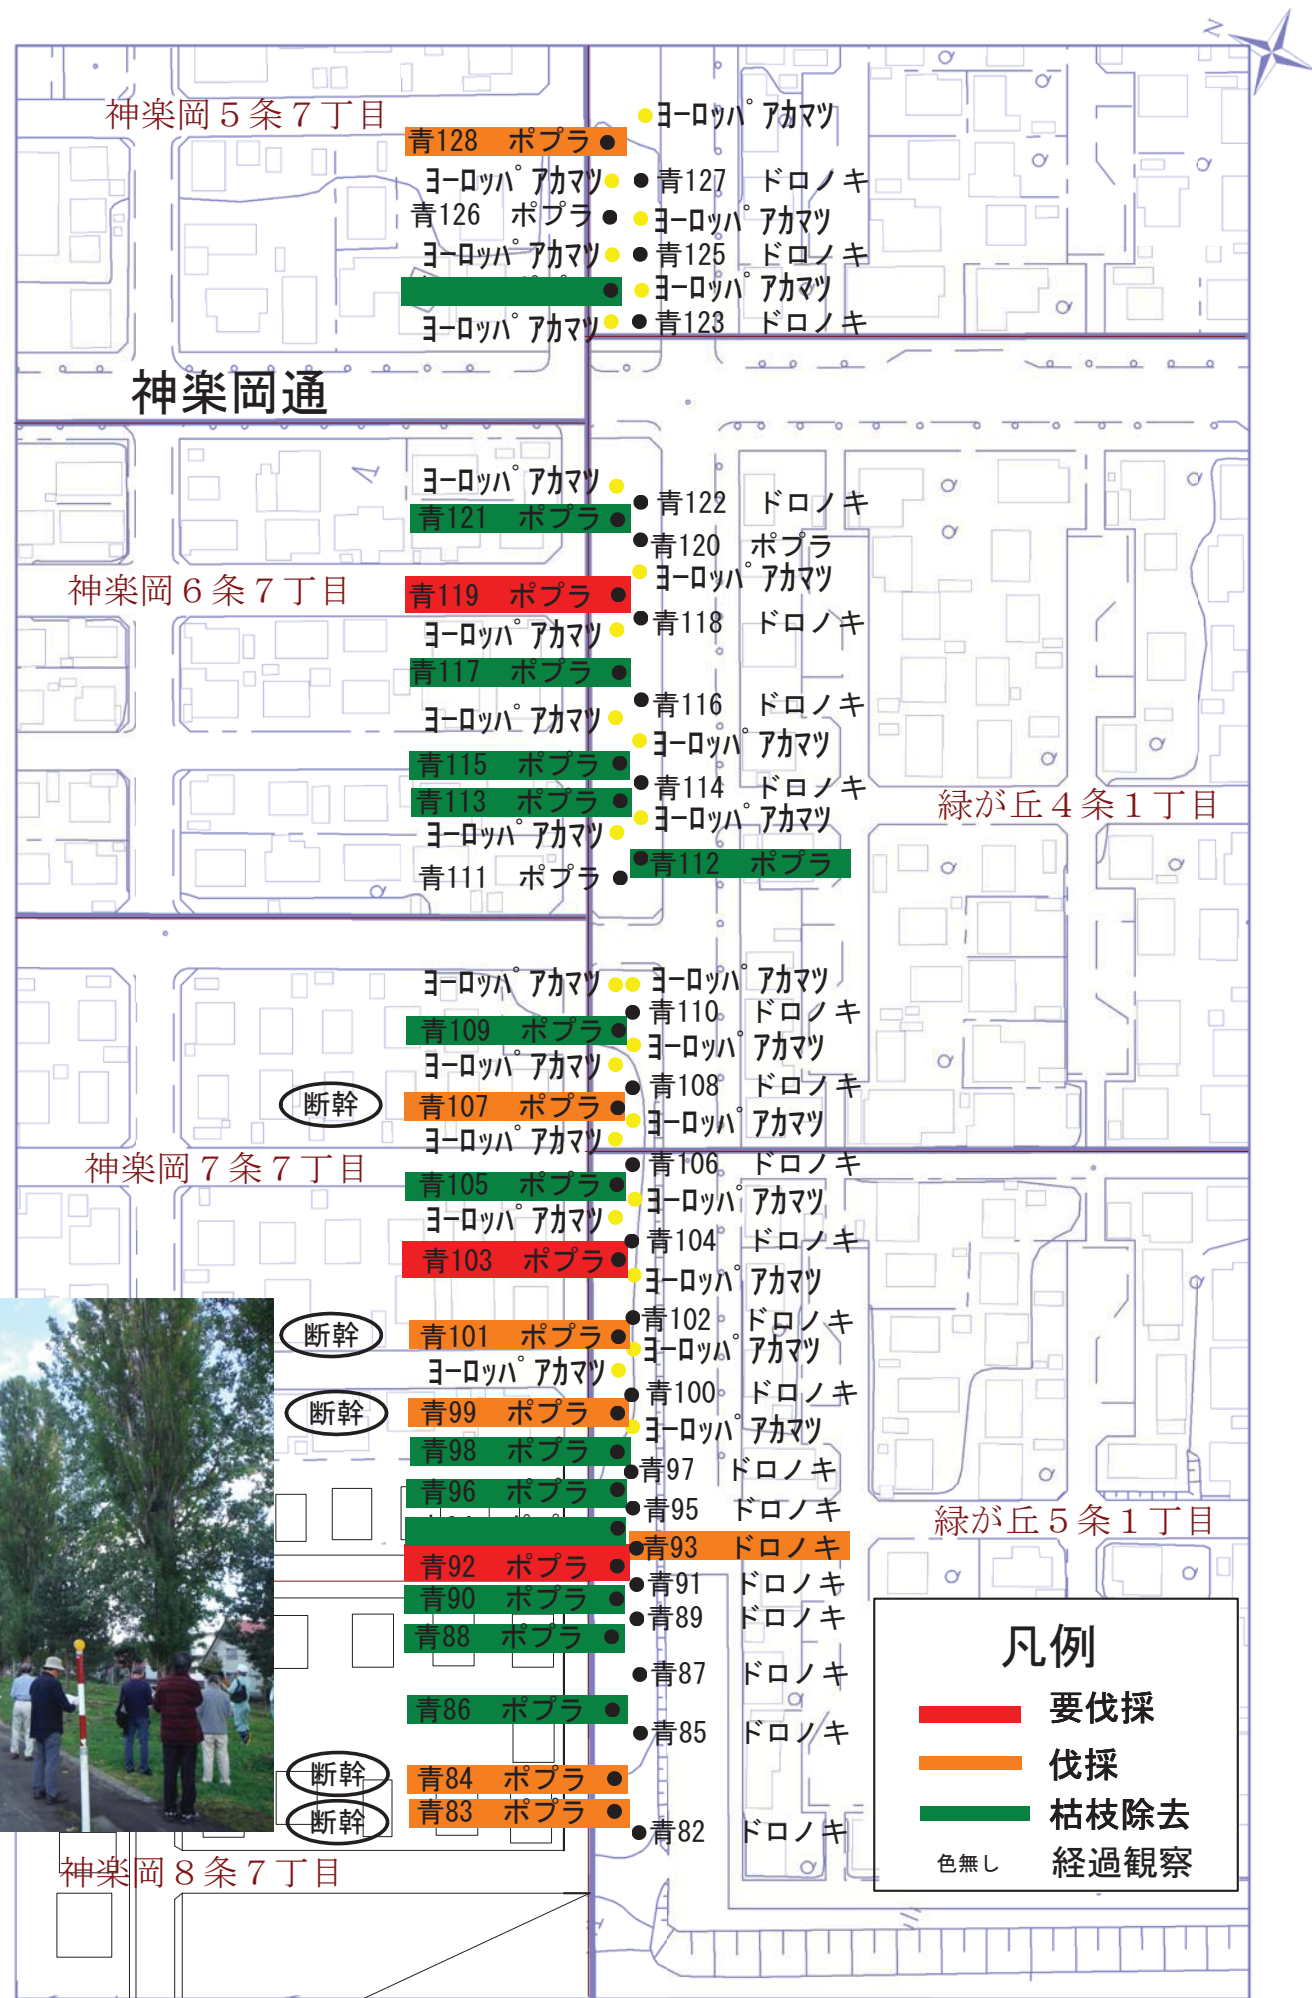 N
神楽岡５条７丁目
ﾖｰﾛｯﾊﾟｱｶﾏﾂ
青128　ポプラ
ﾖｰﾛｯﾊﾟｱｶﾏﾂ
青127　ドロノキ
青126　ポプラ
ﾖｰﾛｯﾊﾟｱｶﾏﾂ
ﾖｰﾛｯﾊﾟｱｶﾏﾂ
青125　ドロノキ
ﾖｰﾛｯﾊﾟｱｶﾏﾂ
ﾖｰﾛｯﾊﾟｱｶﾏﾂ
青123　ドロノキ
神楽岡通
ﾖｰﾛｯﾊﾟｱｶﾏﾂ
青122　ドロノキ
青121　ポプラ
青120　ポプラ
ﾖｰﾛｯﾊﾟｱｶﾏﾂ
神楽岡６条７丁目
青119　ポプラ
青118　ドロノキ
ﾖｰﾛｯﾊﾟｱｶﾏﾂ
青117　ポプラ
青116　ドロノキ
ﾖｰﾛｯﾊﾟｱｶﾏﾂ
ﾖｰﾛｯﾊﾟｱｶﾏﾂ
青115　ポプラ
青114　ドロノキ
青113　ポプラ
緑が丘４条１丁目
ﾖｰﾛｯﾊﾟｱｶﾏﾂ
ﾖｰﾛｯﾊﾟｱｶﾏﾂ
青112　ポプラ
青111　ポプラ
ﾖｰﾛｯﾊﾟｱｶﾏﾂ
ﾖｰﾛｯﾊﾟｱｶﾏﾂ
青110　ドロノキ
青109　ポプラ
ﾖｰﾛｯﾊﾟｱｶﾏﾂ
ﾖｰﾛｯﾊﾟｱｶﾏﾂ
青108　ドロノキ
断幹
青107　ポプラ
ﾖｰﾛｯﾊﾟｱｶﾏﾂ
ﾖｰﾛｯﾊﾟｱｶﾏﾂ
神楽岡７条７丁目
青106　ドロノキ
青105　ポプラ
ﾖｰﾛｯﾊﾟｱｶﾏﾂ
ﾖｰﾛｯﾊﾟｱｶﾏﾂ
青104　ドロノキ
青103　ポプラ
ﾖｰﾛｯﾊﾟｱｶﾏﾂ
青102　ドロノキ
断幹
青101　ポプラ
ﾖｰﾛｯﾊﾟｱｶﾏﾂ
ﾖｰﾛｯﾊﾟｱｶﾏﾂ
青100　ドロノキ
断幹
青99　ポプラ
ﾖｰﾛｯﾊﾟｱｶﾏﾂ
青98　ポプラ
青97　ドロノキ
青96　ポプラ
青95　ドロノキ
緑が丘５条１丁目
青93　ドロノキ
青92　ポプラ
青91　ドロノキ
青90　ポプラ
青89　ドロノキ
青88　ポプラ
青87　ドロノキ
青86　ポプラ
青85　ドロノキ
断幹
青84　ポプラ
断幹
青83　ポプラ
青82　ドロノキ
神楽岡８条７丁目
凡例
要伐採
伐採
枯枝除去
色無し　経過観察